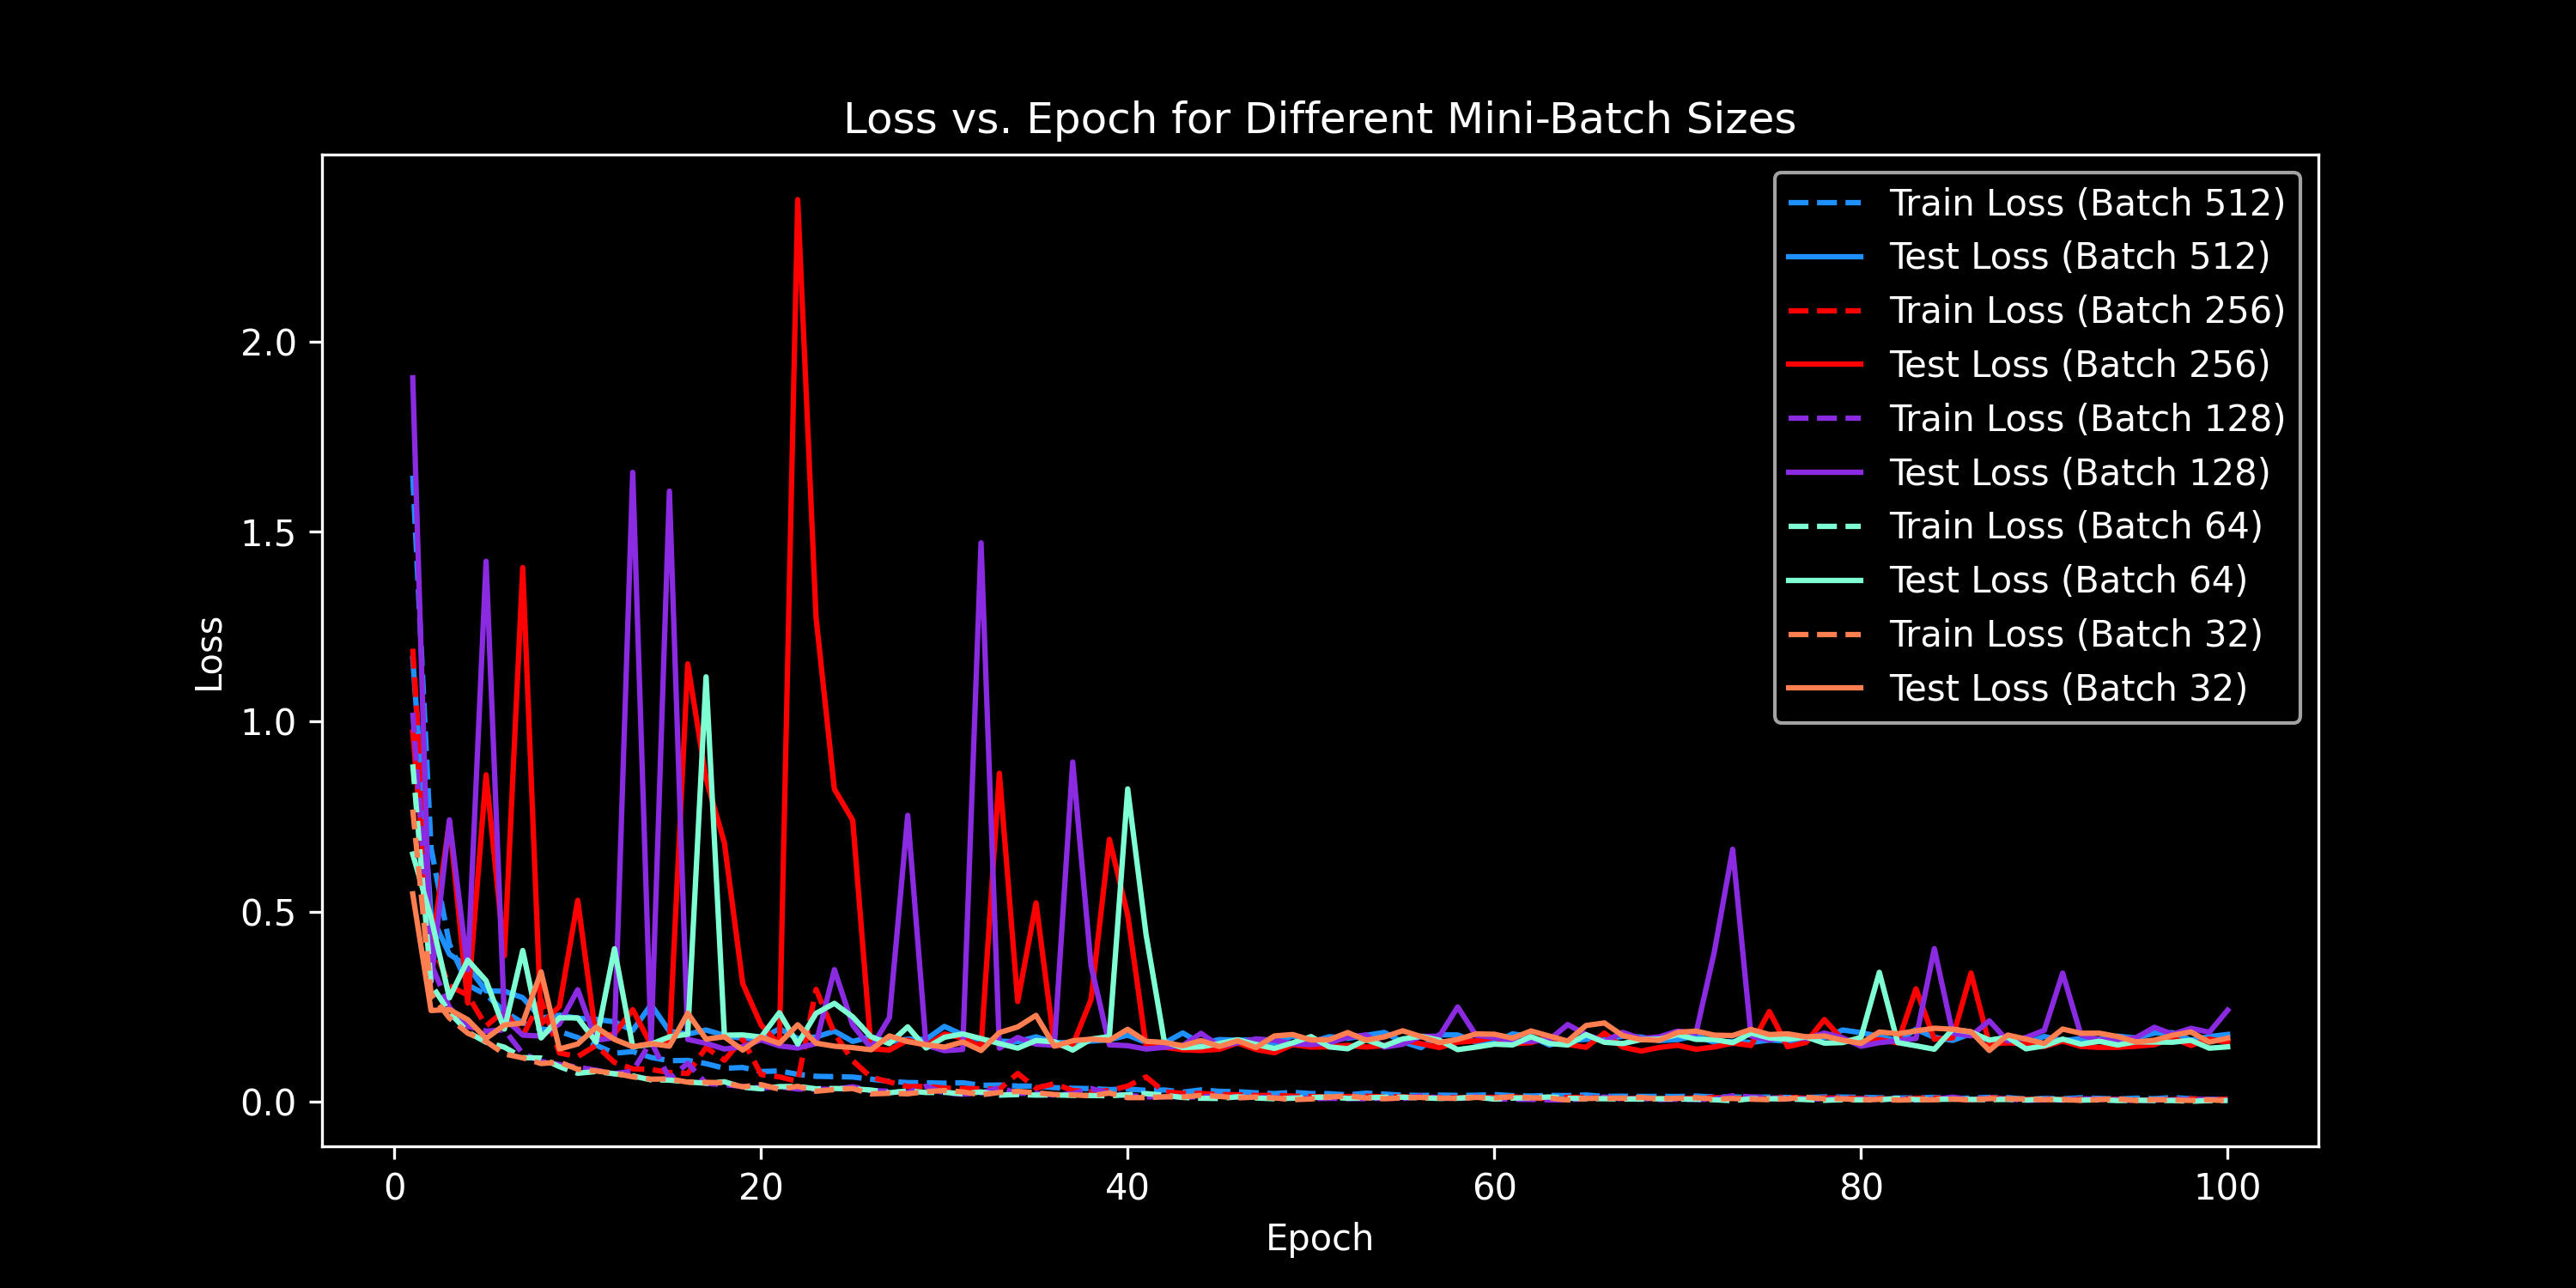 Loss vs. Epoch for Different Mini-Batch Sizes
Train Loss (Batch 512)
Test Loss (Batch 512)
Train Loss (Batch 256)
Test Loss (Batch 256)
Train Loss (Batch 128)
Test Loss (Batch 128)
Train Loss (Batch 64)
Test Loss (Batch 64)
Train Loss (Batch 32)
Test Loss (Batch 32)
Loss
2.0
1.5
1.0
0.5
0.0
0 20 40 60 80 100
Epoch